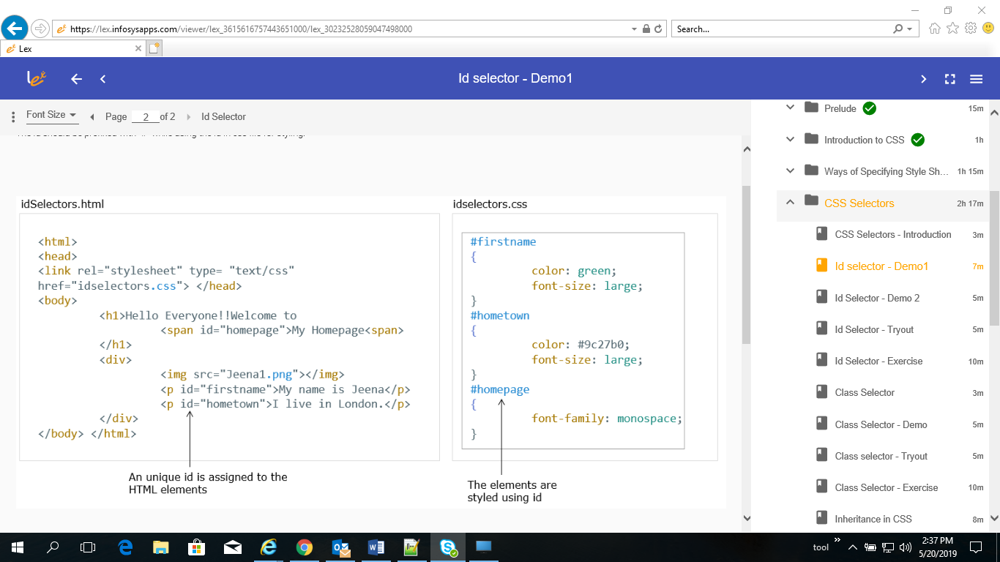 https://lex.infosysapps.com/viewer/lex_3615616757443651000/lex_30232528059047498000
Search...
Lex
lex
Id selector - Demo1
Font Size
Page 2 of 2
Id Selector
Prelude 15m
Introduction to CSS 1h
Ways of Specifying Style Sh... 1h 15m
CSS Selectors 2h 17m
CSS Selectors - Introduction 3m
Id selector - Demo1 7m
Id Selector - Demo 2 5m
Id Selector - Tryout 5m
Id Selector - Exercise 10m
Class Selector 3m
Class Selector - Demo 5m
Class selector - Tryout 5m
Class Selector - Exercise 10m
Inheritance in CSS 8m
idSelectors.html
<html>
<head>
<link rel="stylesheet" type= "text/css"
href="idselectors.css"> </head>
<body>
<h1>Hello Everyone!!Welcome to
<span id="homepage">My Homepage<span>
</h1>
<div>
<img src="Jeena1.png"></img>
<p id="firstname">My name is Jeena</p>
<p id="hometown">I live in London.</p>
</div>
</body> </html>
An unique id is assigned to the
HTML elements
idselectors.css
#firstname
{
color: green;
font-size: large;
}
#hometown
{
color: #9c27b0;
font-size: large;
}
#homepage
{
font-family: monospace;
}
The elements are
styled using id
tool
2:37 PM
5/20/2019